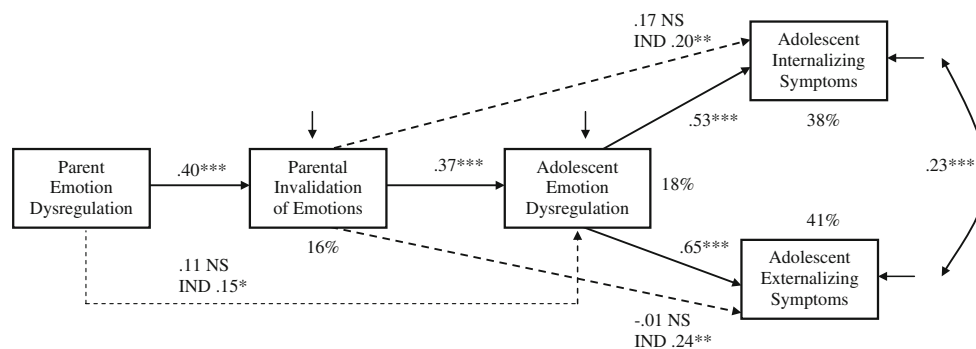 .17 NS
IND .20**
Adolescent
Internalizing
Symptoms
.53***
38%
Parent
Emotion
Dysregulation
.40***
Parental
Invalidation
of Emotions
.37***
Adolescent
Emotion
Dysregulation
18%
.23***
16%
41%
.11 NS
IND .15*
.65***
Adolescent
Externalizing
Symptoms
-.01 NS
IND .24**